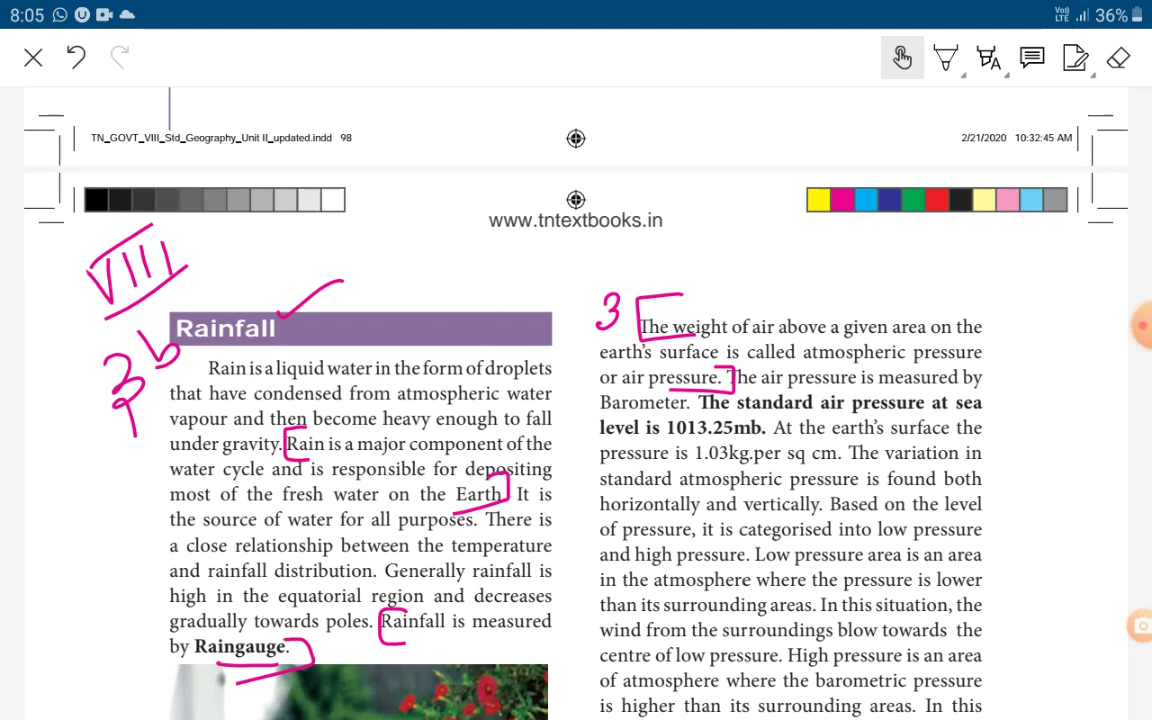 8:05
Vo)
LTE
36%
TN_GOVT_VIII_Std_Geography_Unit II_updated.indd 98
2/21/2020 10:32:45 AM
www.tntextbooks.in
VIII
Rainfall
b
Rain is a liquid water in the form of droplets
that have condensed from atmospheric water
vapour and then become heavy enough to fall
under gravity. Rain is a major component of the
water cycle and is responsible for depositing
most of the fresh water on the Earth. It is
the source of water for all purposes. There is
a close relationship between the temperature
and rainfall distribution. Generally rainfall is
high in the equatorial region and decreases
gradually towards poles. Rainfall is measured
by Raingauge.
3
The weight of air above a given area on the
earth's surface is called atmospheric pressure
or air pressure. The air pressure is measured by
Barometer. The standard air pressure at sea
level is 1013.25mb. At the earth's surface the
pressure is 1.03kg.per sq cm. The variation in
standard atmospheric pressure is found both
horizontally and vertically. Based on the level
of pressure, it is categorised into low pressure
and high pressure. Low pressure area is an area
in the atmosphere where the pressure is lower
than its surrounding areas. In this situation, the
wind from the surroundings blow towards the
centre of low pressure. High pressure is an area
of atmosphere where the barometric pressure
is higher than its surrounding areas. In this